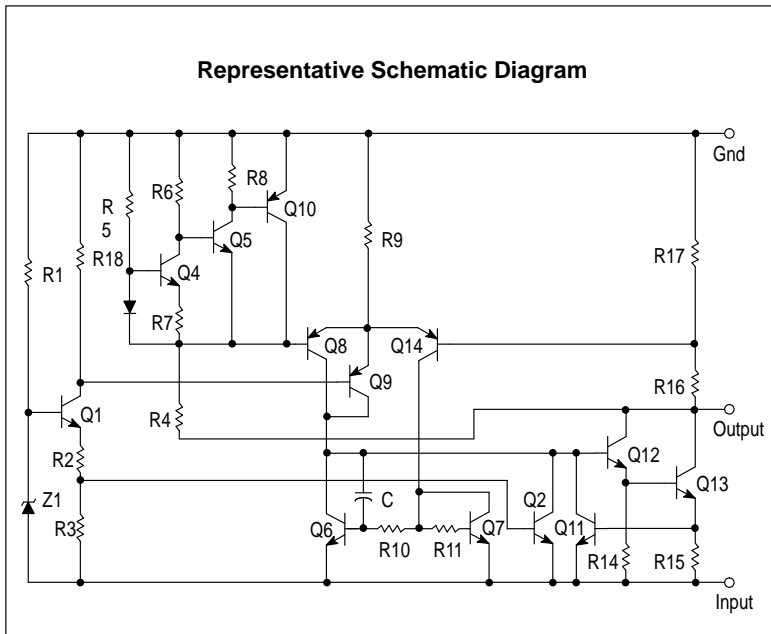 Representative Schematic Diagram
Gnd
R
5
R6
R8
Q10
R9
R17
R1
R18
Q4
Q5
R7
Q8
Q14
Q9
R16
Q1
R4
Output
R2
Q12
Q13
Z1
R3
C
Q2
Q6
R10
R11
Q7
Q11
R14
R15
Input